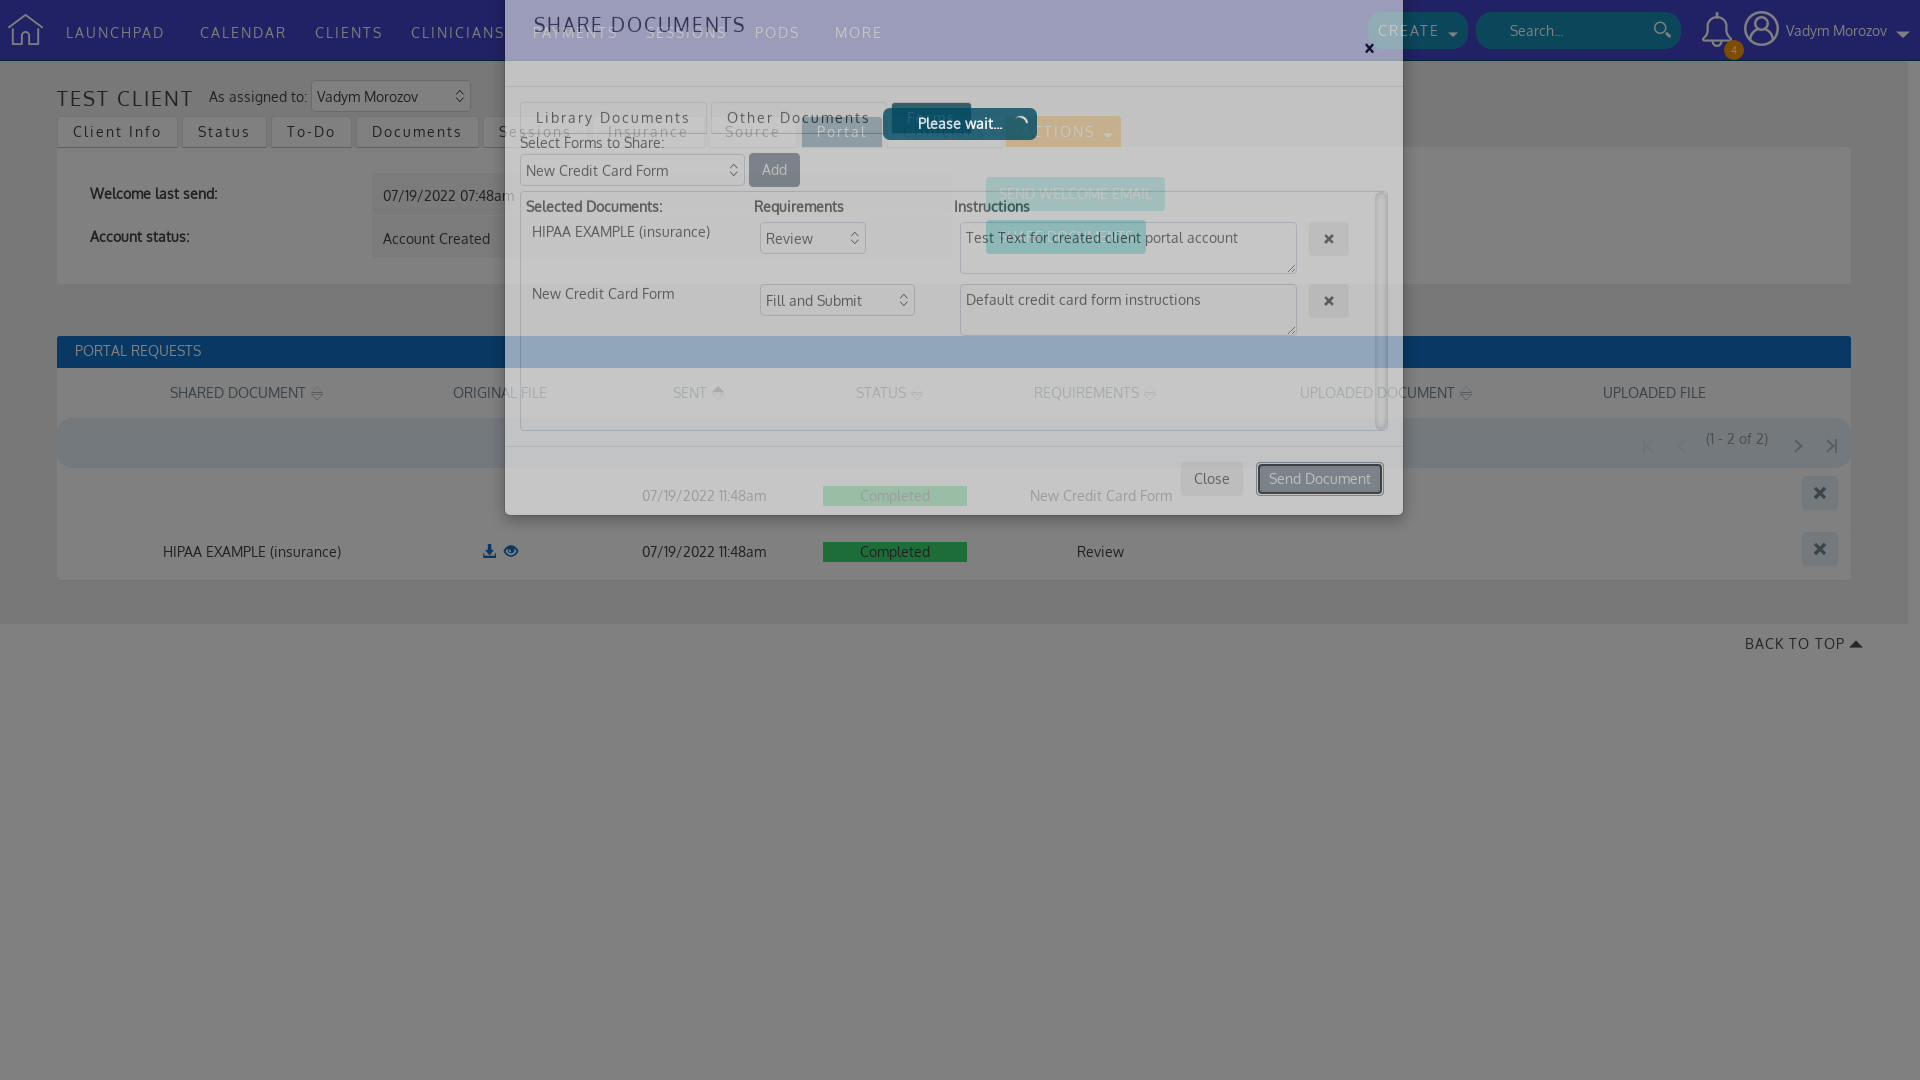 SHARE DOCUMENTS
LAUNCHPAD CALENDAR CLIENTS CLINICIANS PAYMENTS SESSIONS PODS MORE CREATE Search... 4 Vadym Morozov
TEST CLIENT As assigned to: Vadym Morozov
Library Documents Other Documents
Please wait...
Client Info Status To-Do Documents Sessions Insurance Source Portal
Select Forms to Share:
New Credit Card Form Add
Welcome last send: 07/19/2022 07:48am SEND WELCOME EMAIL
Selected Documents: Requirements Instructions
HIPAA EXAMPLE (insurance) Review Test Text for created client portal account
Account status: Account Created
New Credit Card Form Fill and Submit Default credit card form instructions
PORTAL REQUESTS
SHARED DOCUMENT ORIGINAL FILE SENT STATUS REQUIREMENTS UPLOADED DOCUMENT UPLOADED FILE
(1 - 2 of 2)
Close Send Document
07/19/2022 11:48am Completed New Credit Card Form
HIPAA EXAMPLE (insurance) 07/19/2022 11:48am Completed Review
BACK TO TOP